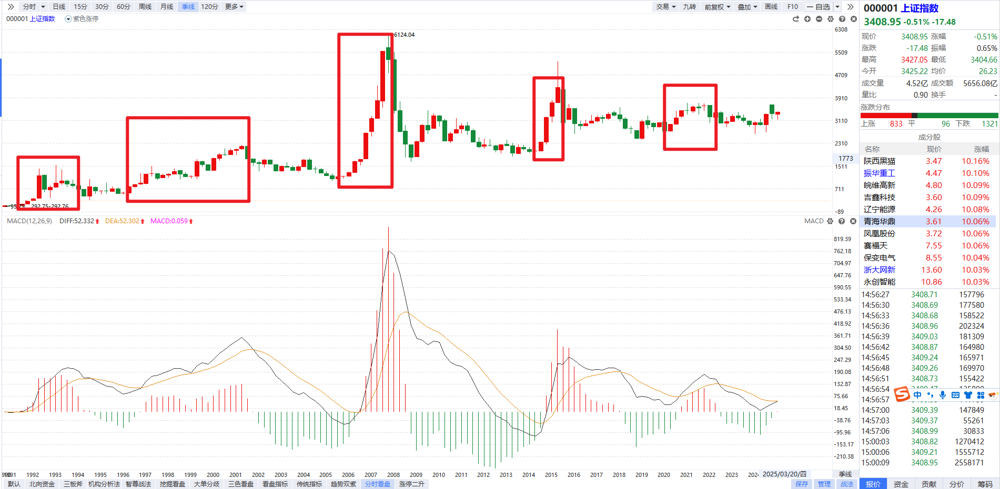 分时 日线 15分 30分 60分 周线 月线 季线 120分 更多 交易 九转 前复权 叠加 画线 F10 一 自选
000001 上证指数 紫色涨停
6124.04
95.79 292.75-292.76
6308
5509
4709
3910
3110
2310
1773
1511
711
-89
MACD(12,26,9) DIFF:52.332 DEA:52.302 MACD:0.059 MACD
819.39
762.18
704.97
647.76
590.55
533.34
476.13
418.92
361.71
304.50
247.29
190.08
132.87
75.66
18.45
-38.76
-95.96
-153.17
-210.38
1991 1992 1993 1994 1995 1996 1997 1998 1999 2000 2001 2002 2003 2004 2005 2006 2007 2008 2009 2010 2011 2012 2013 2014 2015 2016 2017 2018 2019 2020 2021 2022 2023 2024 2025/03/20/四 季线
默认 北向资金 三板斧 机构分析法 智尊战法 挖掘看盘 大单分歧 三色看盘 看盘指标 传统指标 趋势双紫 分时看盘 涨停二升 保存 管理 战法
000001 上证指数
3408.95 -0.51% -17.48
现价 3408.95 涨幅 -0.51%
涨跌 -17.48 振幅 0.65%
最高 3427.05 最低 3404.66
今开 3425.22 均价 26.23
成交量 4.52亿 成交额 5656.08亿
量比 0.90 换手 -
涨跌分布
上涨 833 平 96 下跌 1321
成分股
名称 现价 涨幅
陕西黑猫 3.47 10.16%
振华重工 4.47 10.10%
皖维高新 4.80 10.09%
吉鑫科技 3.60 10.09%
辽宁能源 4.26 10.08%
青海华鼎 3.61 10.06%
凤凰股份 3.72 10.06%
赛福天 7.55 10.06%
保变电气 8.55 10.04%
浙大网新 13.60 10.03%
永创智能 10.86 10.03%
14:56:27 3408.71 157796
14:56:30 3408.69 177580
14:56:33 3408.68 158522
14:56:36 3408.96 202324
14:56:39 3409.03 181309
14:56:42 3408.87 164980
14:56:45 3409.24 165971
14:56:48 3409.26 169970
14:56:51 3408.73 155422
14:56:54
中
14:56:57
14:57:00 3409.39 147849
14:57:03 3409.37 55261
14:57:06 3408.99 30833
15:00:03 3408.82 1270412
15:00:06 3409.21 1555712
15:00:09 3408.95 2558171
报价 资金 贡献 分价 筹码